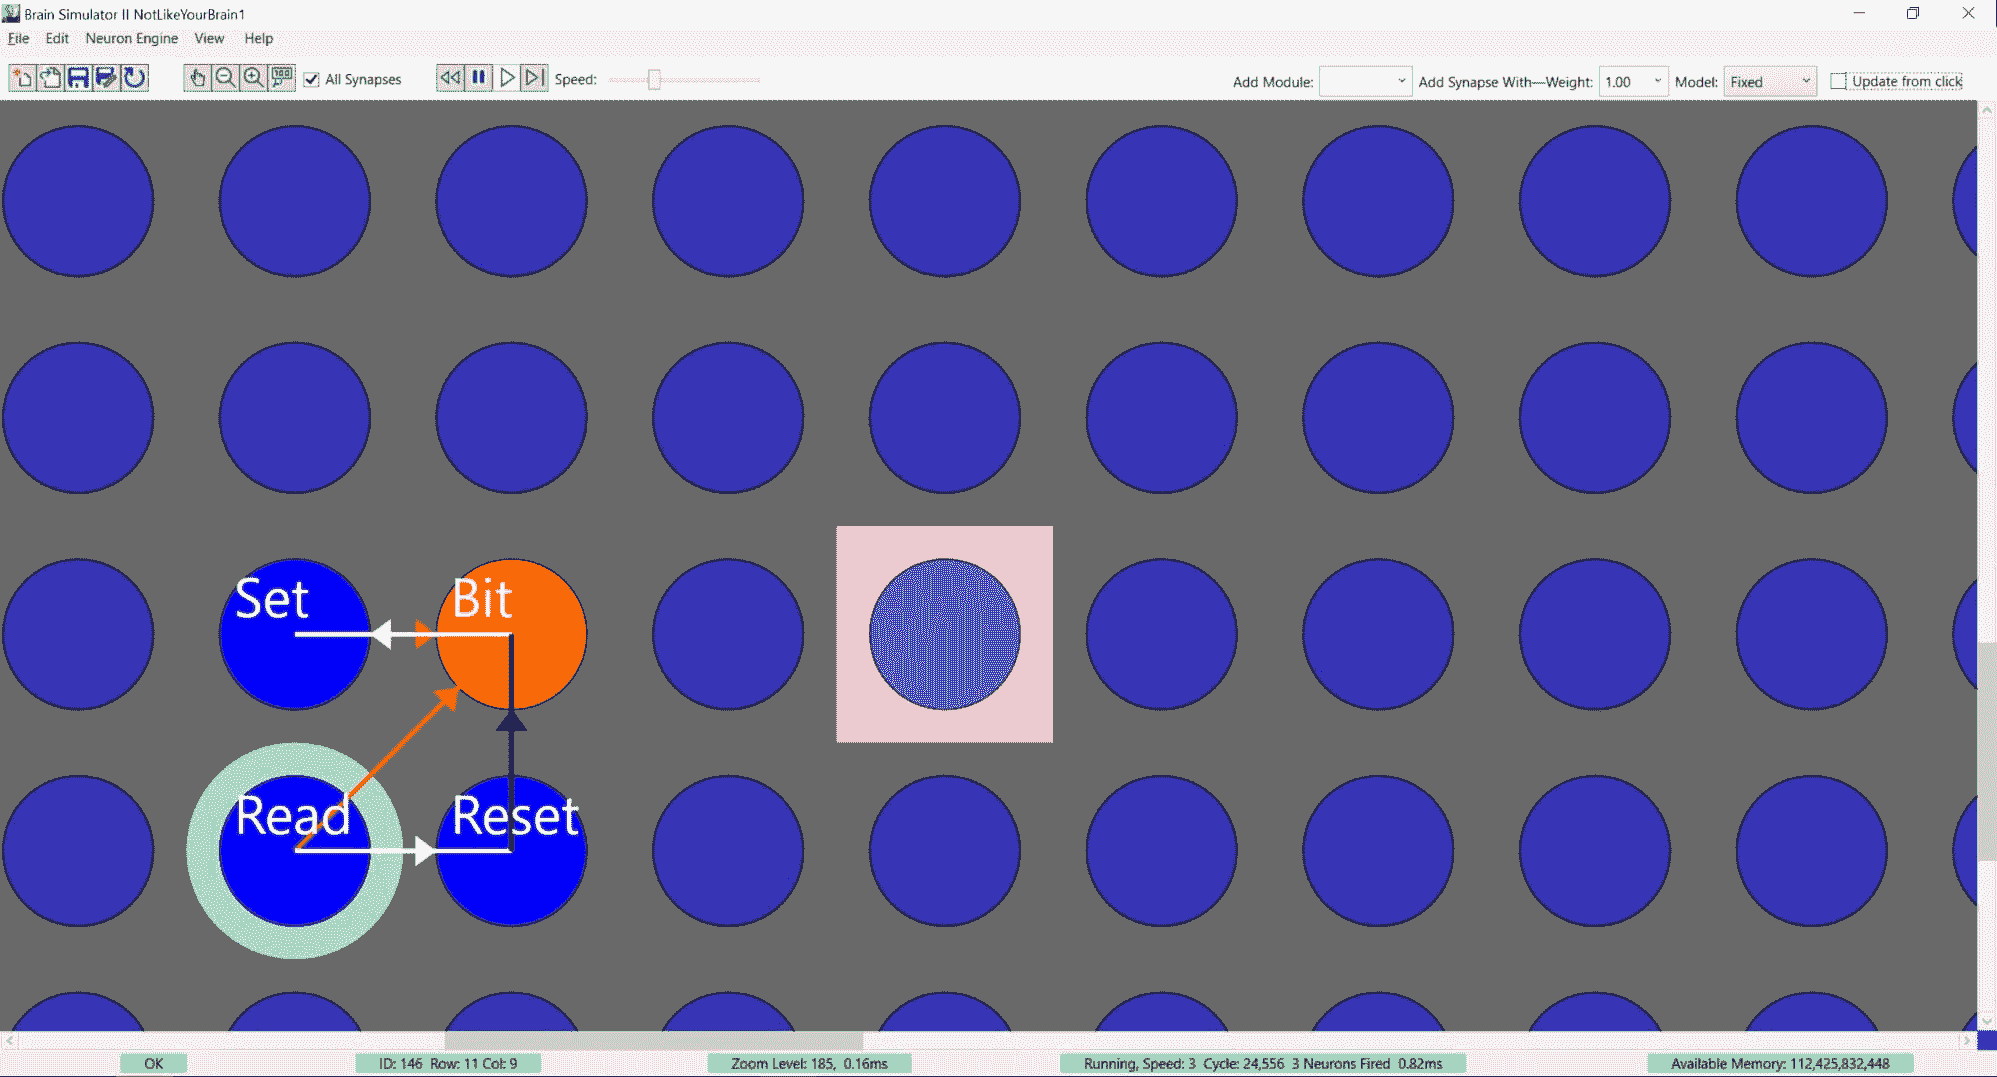 Brain Simulator II NotLikeYourBrain1
File Edit Neuron Engine View Help
100 All Synapses Speed: Add Module: Add Synapse With—Weight: 1.00 Model: Fixed Update from click
Set Bit
Read Reset
OK ID: 146 Row: 11 Col: 9 Zoom Level: 185, 0.16ms Running, Speed: 3 Cycle: 24,556 3 Neurons Fired 0.82ms Available Memory: 112,425,832,448